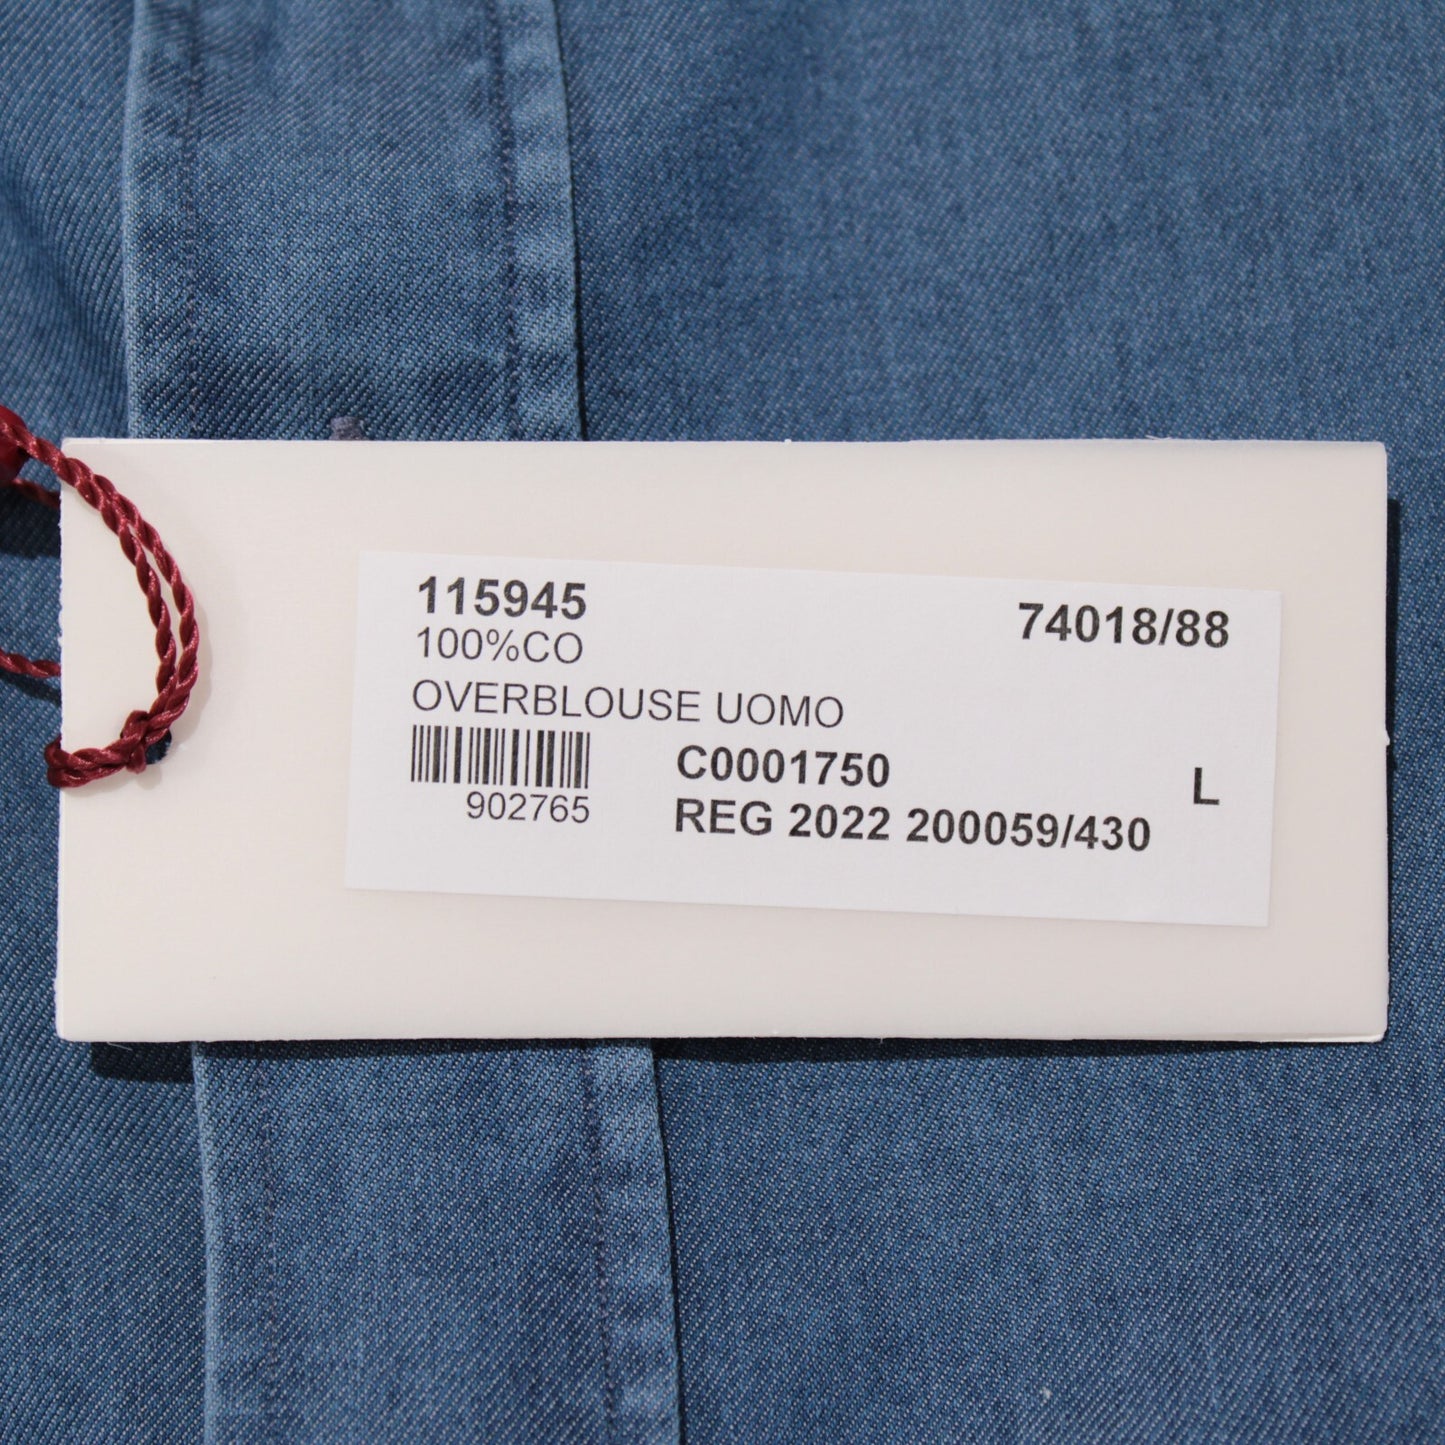 115945
74018/88
100%CO
OVERBLOUSE UOMO
C0001750
L
902765
REG 2022 200059/430